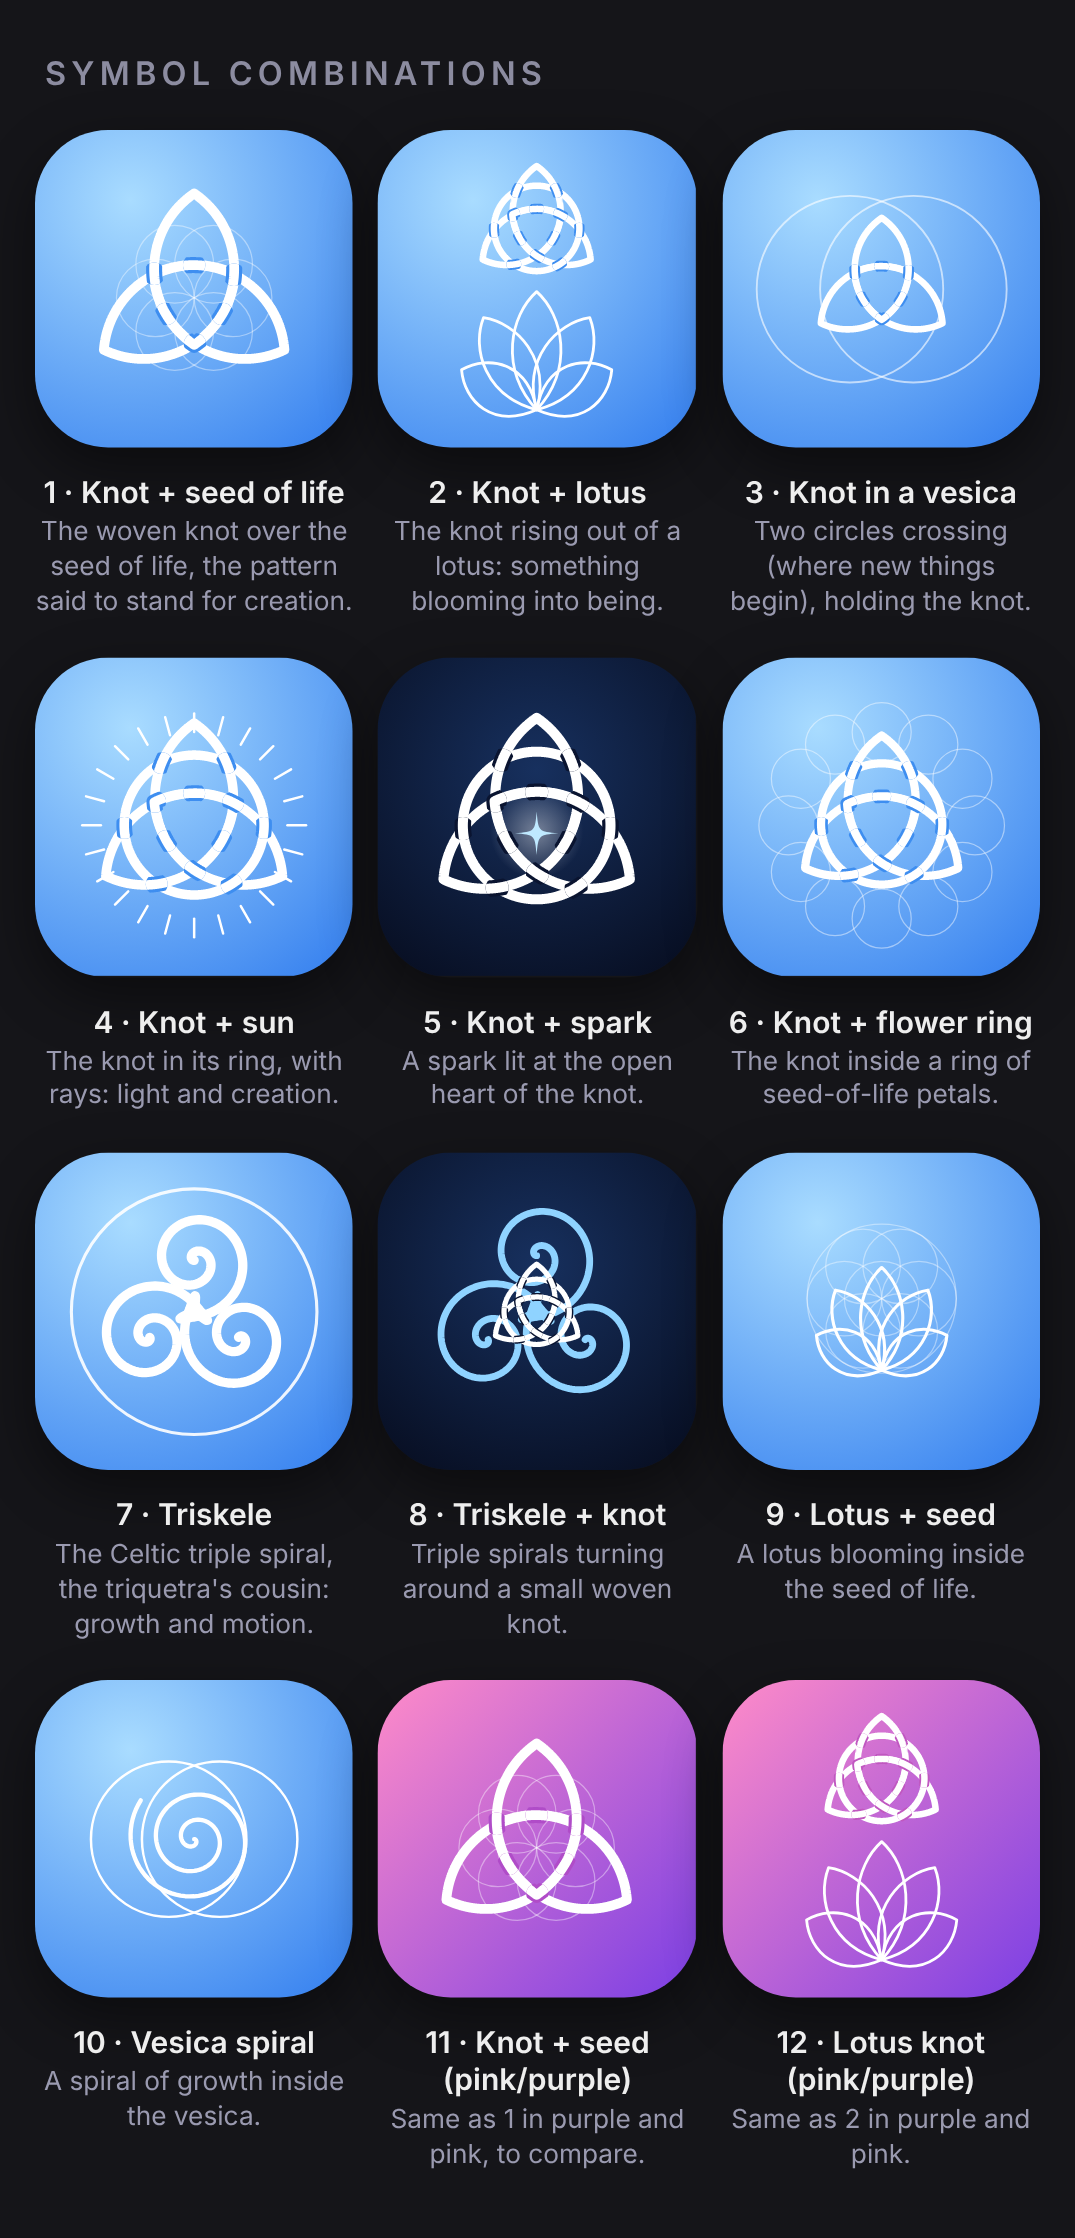 SYMBOL COMBINATIONS
1 · Knot + seed of life
The woven knot over the
seed of life, the pattern
said to stand for creation.
2 · Knot + lotus
The knot rising out of a
lotus: something
blooming into being.
3 · Knot in a vesica
Two circles crossing
(where new things
begin), holding the knot.
4 · Knot + sun
The knot in its ring, with
rays: light and creation.
5 · Knot + spark
A spark lit at the open
heart of the knot.
6 · Knot + flower ring
The knot inside a ring of
seed-of-life petals.
7 · Triskele
The Celtic triple spiral,
the triquetra's cousin:
growth and motion.
8 · Triskele + knot
Triple spirals turning
around a small woven
knot.
9 · Lotus + seed
A lotus blooming inside
the seed of life.
10 · Vesica spiral
A spiral of growth inside
the vesica.
11 · Knot + seed
(pink/purple)
Same as 1 in purple and
pink, to compare.
12 · Lotus knot
(pink/purple)
Same as 2 in purple and
pink.